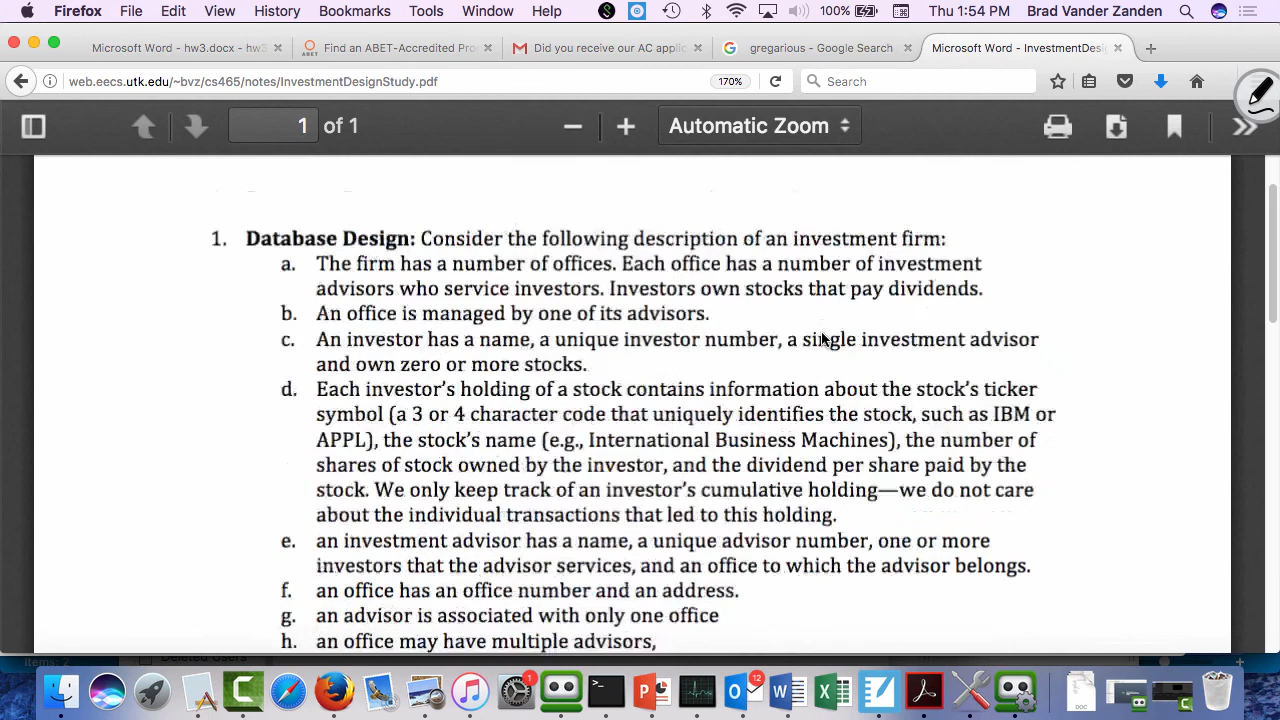 Firefox File Edit View History Bookmarks Tools Window Help 100% Thu 1:54 PM Brad Vander Zanden
Microsoft Word - hw3.docx - hw3 Find an ABET-Accredited Pro Did you receive our AC applic gregarious - Google Search Microsoft Word - InvestmentDesi
web.eecs.utk.edu/~bvz/cs465/notes/InvestmentDesignStudy.pdf 170% Search
1 of 1 Automatic Zoom
1. Database Design: Consider the following description of an investment firm:
a. The firm has a number of offices. Each office has a number of investment
advisors who service investors. Investors own stocks that pay dividends.
b. An office is managed by one of its advisors.
c. An investor has a name, a unique investor number, a single investment advisor
and own zero or more stocks.
d. Each investor's holding of a stock contains information about the stock's ticker
symbol (a 3 or 4 character code that uniquely identifies the stock, such as IBM or
APPL), the stock's name (e.g., International Business Machines), the number of
shares of stock owned by the investor, and the dividend per share paid by the
stock. We only keep track of an investor's cumulative holding—we do not care
about the individual transactions that led to this holding.
e. an investment advisor has a name, a unique advisor number, one or more
investors that the advisor services, and an office to which the advisor belongs.
f. an office has an office number and an address.
g. an advisor is associated with only one office
h. an office may have multiple advisors,
Items: 2 Deleted Users
1 12
DOC